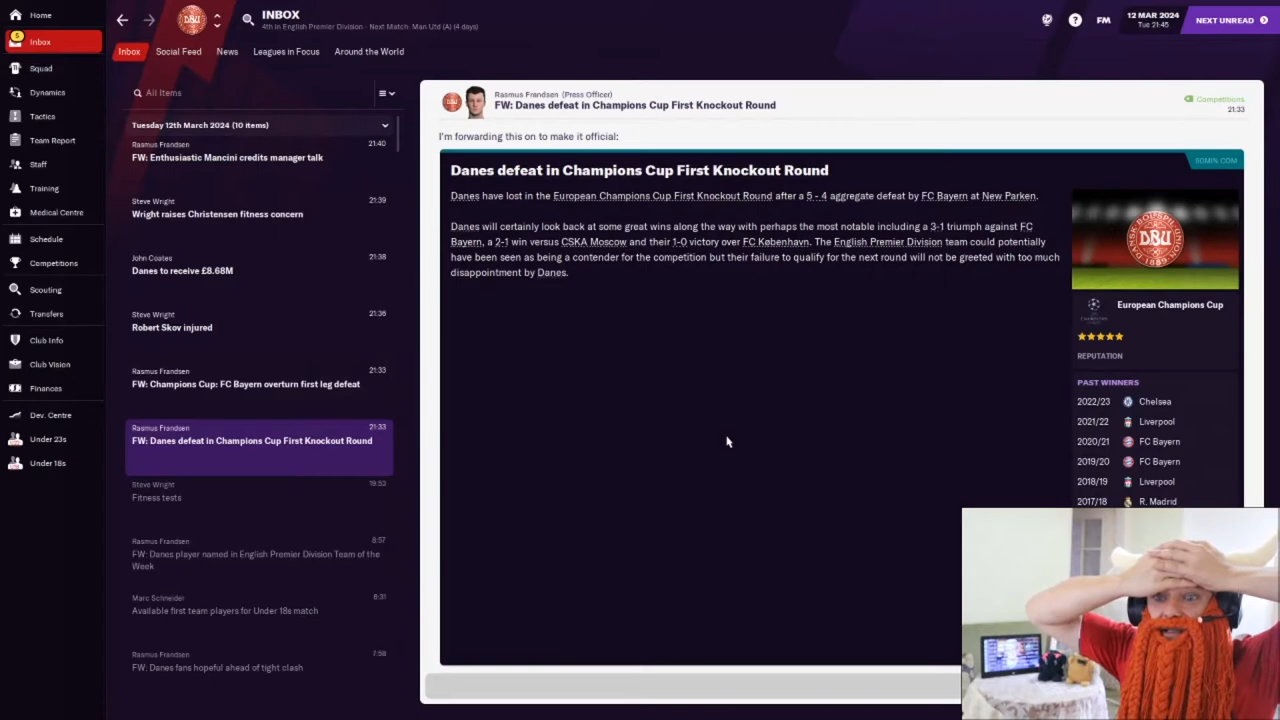 Home
5
Inbox
Squad
Dynamics
Tactics
Team Report
Staff
Training
Medical Centre
Schedule
Competitions
Scouting
Transfers
Club Info
Club Vision
Finances
Dev. Centre
Under 23s
Under 18s
DBU
INBOX
4th in English Premier Division - Next Match: Man Utd (A) (4 days)
FM
12 MAR 2024
Tue 21:45
NEXT UNREAD
Inbox
Social Feed
News
Leagues in Focus
Around the World
All Items
Tuesday 12th March 2024 (10 items)
Rasmus Frandsen 21:40
FW: Enthusiastic Mancini credits manager talk
Steve Wright 21:39
Wright raises Christensen fitness concern
John Coates 21:38
Danes to receive £8.68M
Steve Wright 21:36
Robert Skov injured
Rasmus Frandsen 21:33
FW: Champions Cup: FC Bayern overturn first leg defeat
Rasmus Frandsen 21:33
FW: Danes defeat in Champions Cup First Knockout Round
Steve Wright 19:53
Fitness tests
Rasmus Frandsen 8:57
FW: Danes player named in English Premier Division Team of the
Week
Marc Schneider 8:31
Available first team players for Under 18s match
Rasmus Frandsen 7:58
FW: Danes fans hopeful ahead of tight clash
DBU
Rasmus Frandsen (Press Officer)
FW: Danes defeat in Champions Cup First Knockout Round
Competitions
21:33
I'm forwarding this on to make it official:
Danes defeat in Champions Cup First Knockout Round
90MIN.COM
Danes have lost in the European Champions Cup First Knockout Round after a 5 - 4 aggregate defeat by FC Bayern at New Parken.
Danes will certainly look back at some great wins along the way with perhaps the most notable including a 3-1 triumph against FC
Bayern, a 2-1 win versus CSKA Moscow and their 1-0 victory over FC København. The English Premier Division team could potentially
have been seen as being a contender for the competition but their failure to qualify for the next round will not be greeted with too much
disappointment by Danes.
DANSK BOLDSPIL-UNION
DBU
1889
European Champions Cup
REPUTATION
PAST WINNERS
2022/23 Chelsea
2021/22 Liverpool
2020/21 FC Bayern
2019/20 FC Bayern
2018/19 Liverpool
2017/18 R. Madrid